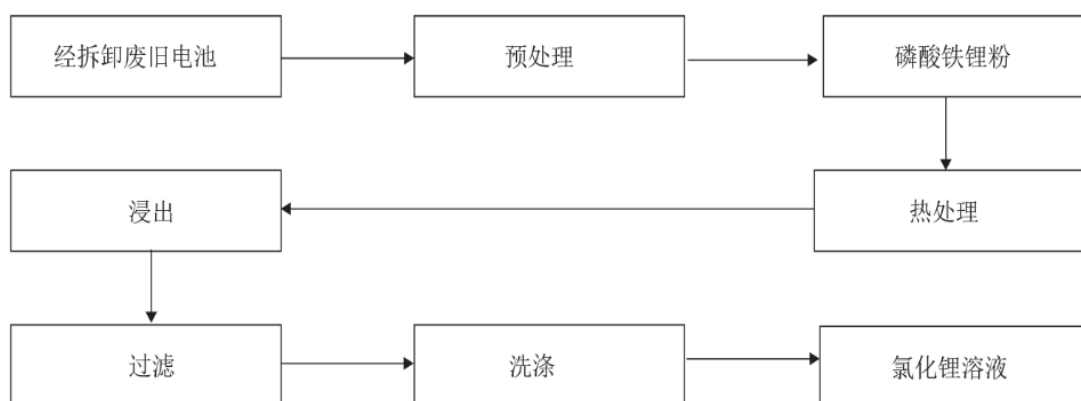 经拆卸废旧电池
预处理
磷酸铁锂粉
热处理
浸出
过滤
洗涤
氯化锂溶液